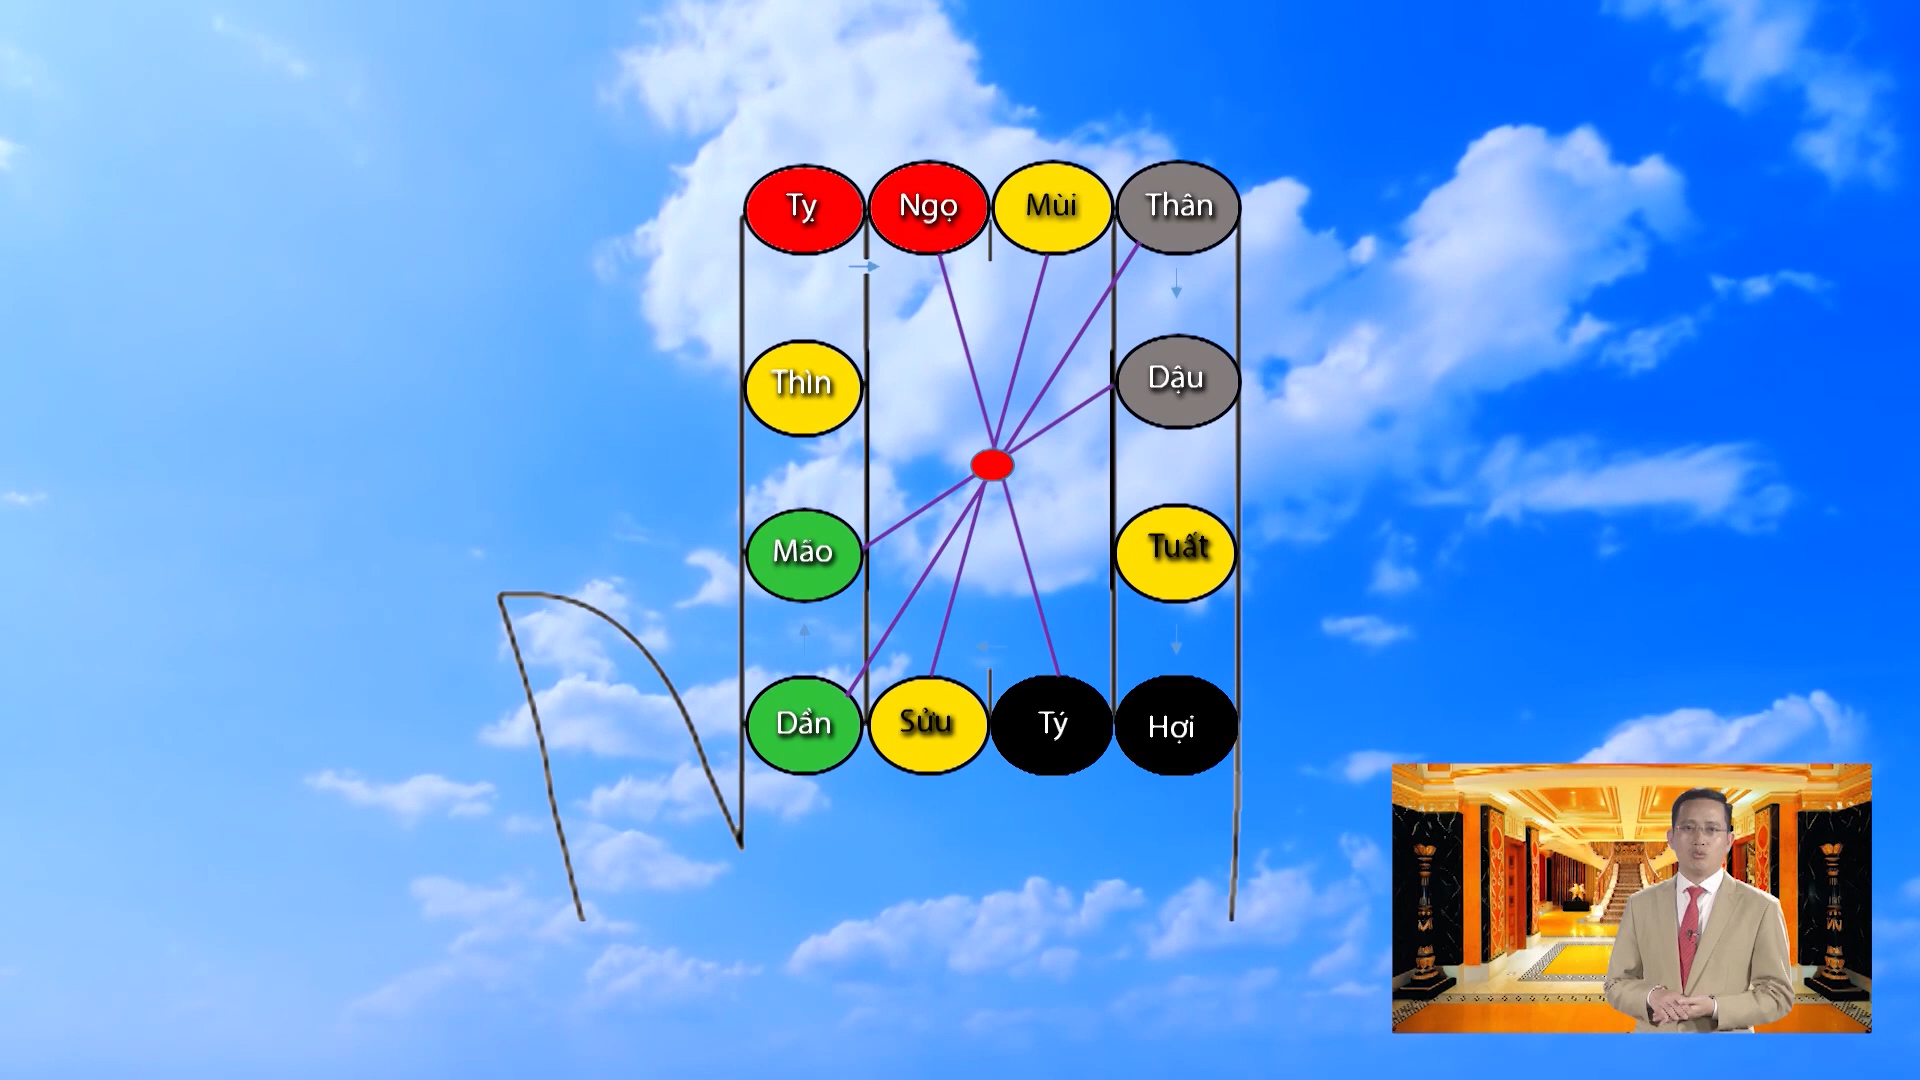 Tỵ
Ngọ
Mùi
Thân
Thìn
Dậu
Mão
Tuất
Dần
Sửu
Tý
Hợi